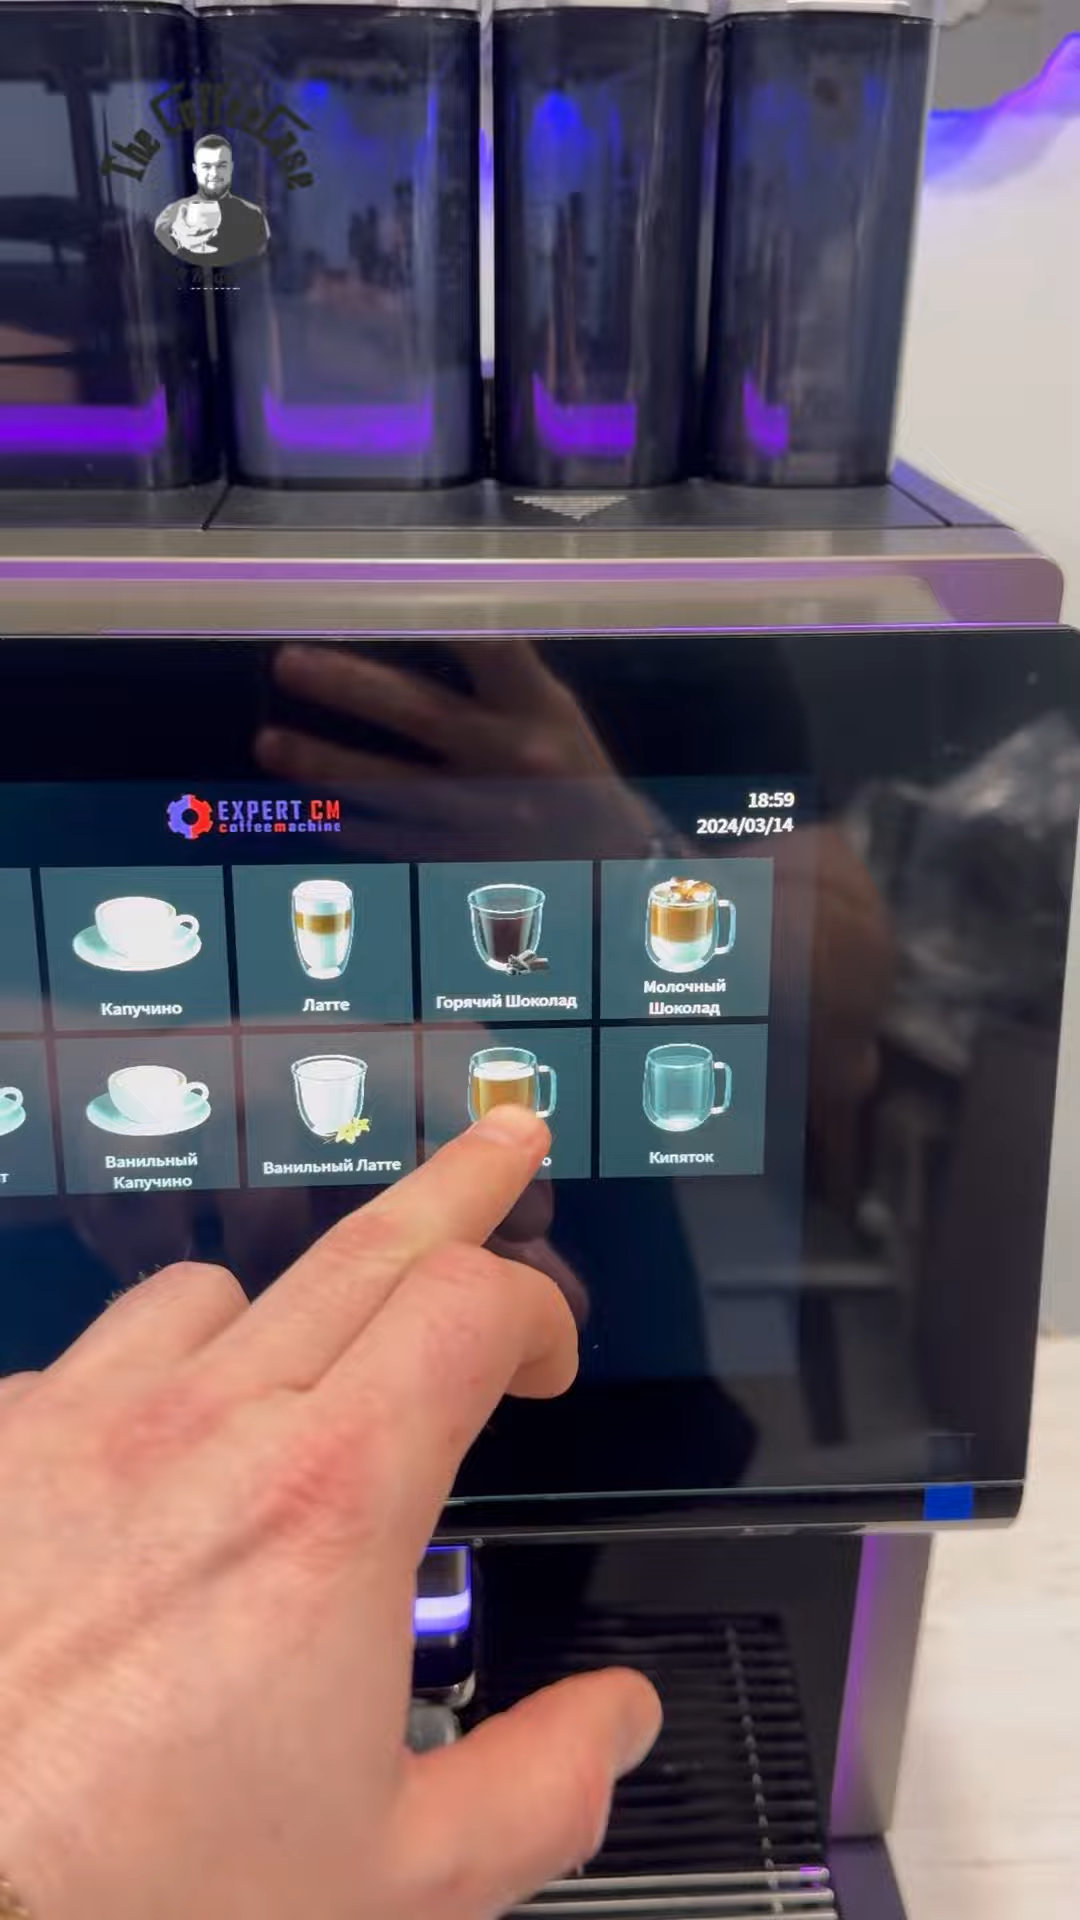 The CoffeeCase
EXPERT CM
coffeemachine
18:59
2024/03/14
Капучино
Латте
Горячий Шоколад
Молочный
Шоколад
т
Ванильный
Капучино
Ванильный Латте
о
Кипяток